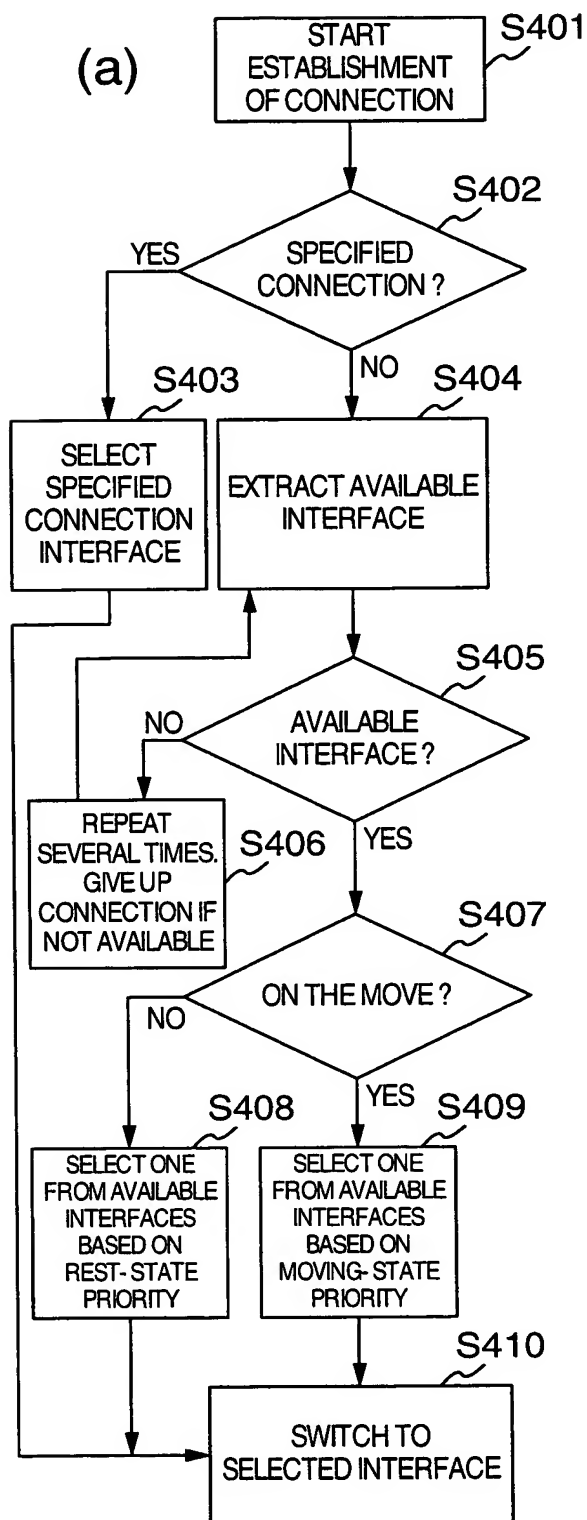 (a)
START
ESTABLISHMENT
OF CONNECTION
S401
S402
SPECIFIED
CONNECTION ?
YES
NO
S403
SELECT
SPECIFIED
CONNECTION
INTERFACE
S404
EXTRACT AVAILABLE
INTERFACE
S405
AVAILABLE
INTERFACE ?
NO
YES
REPEAT
SEVERAL TIMES.
GIVE UP
CONNECTION IF
NOT AVAILABLE
S406
S407
ON THE MOVE ?
NO
YES
S408
SELECT ONE
FROM AVAILABLE
INTERFACES
BASED ON
REST-STATE
PRIORITY
S409
SELECT ONE
FROM AVAILABLE
INTERFACES
BASED ON
MOVING-STATE
PRIORITY
S410
SWITCH TO
SELECTED INTERFACE